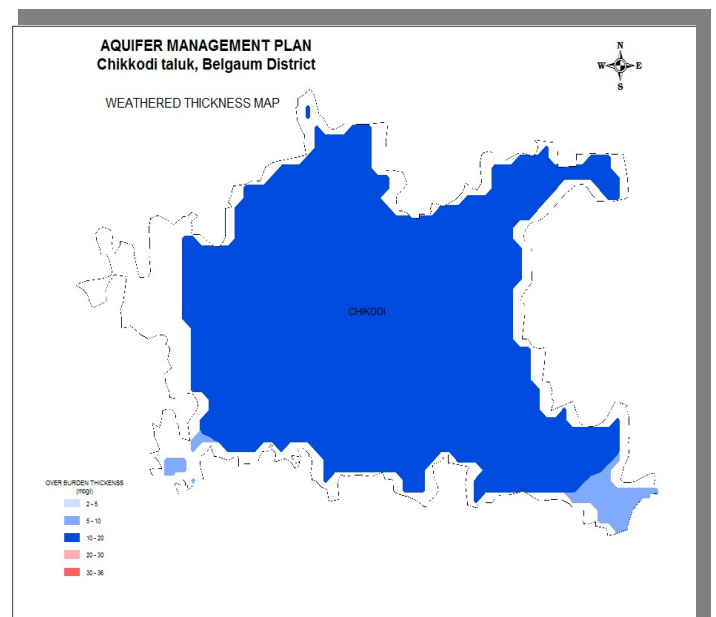 AQUIFER MANAGEMENT PLAN
Chikkodi taluk, Belgaum District
N
W E
S
WEATHERED THICKNESS MAP
CHIKODI
OVER BURDEN THICKENSS
(mbgl)
2 - 5
5 - 10
10 - 20
20 - 30
30 - 36